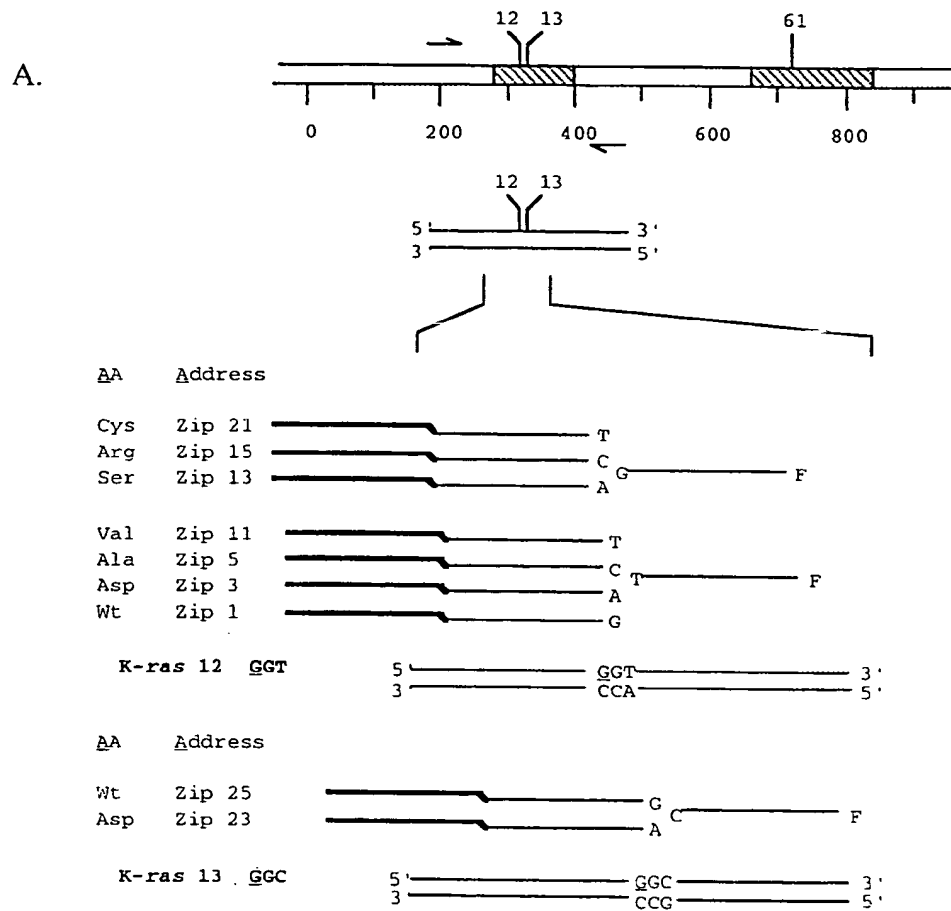 A.
12 13 61
0 200 400 600 800
12 13
5' 3'
3 5'
AA Address
Cys Zip 21 T
Arg Zip 15 C
G F
Ser Zip 13 A
Val Zip 11 T
Ala Zip 5 C
T F
Asp Zip 3 A
Wt Zip 1 G
K-ras 12 GGT 5 GGT 3'
3 CCA 5'
AA Address
Wt Zip 25 G
C F
Asp Zip 23 A
K-ras 13 GGC 5' GGC 3'
3 CCG 5'